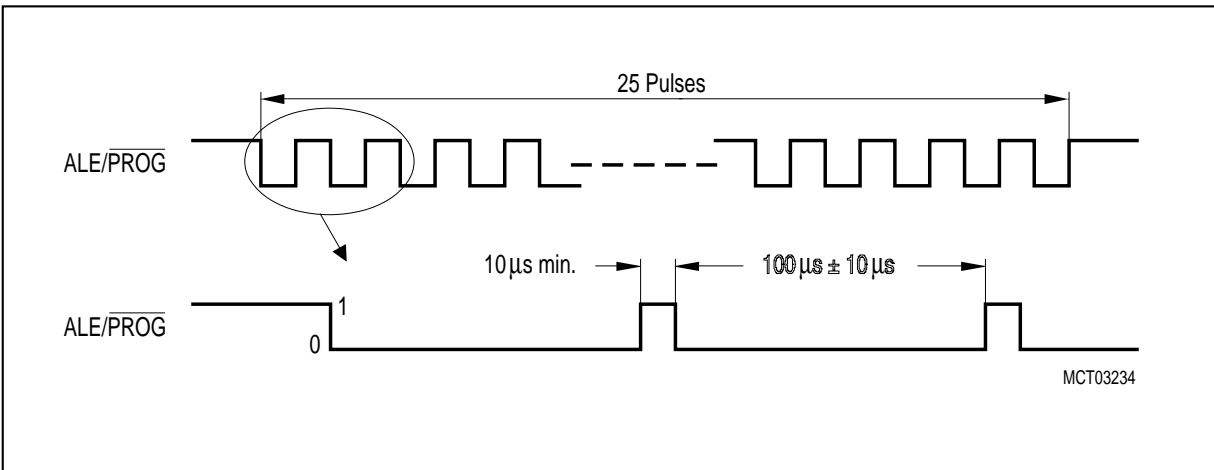 25 Pulses
ALE/PROG
10 µs min.
100 µs ± 10 µs
ALE/PROG
1
0
MCT03234